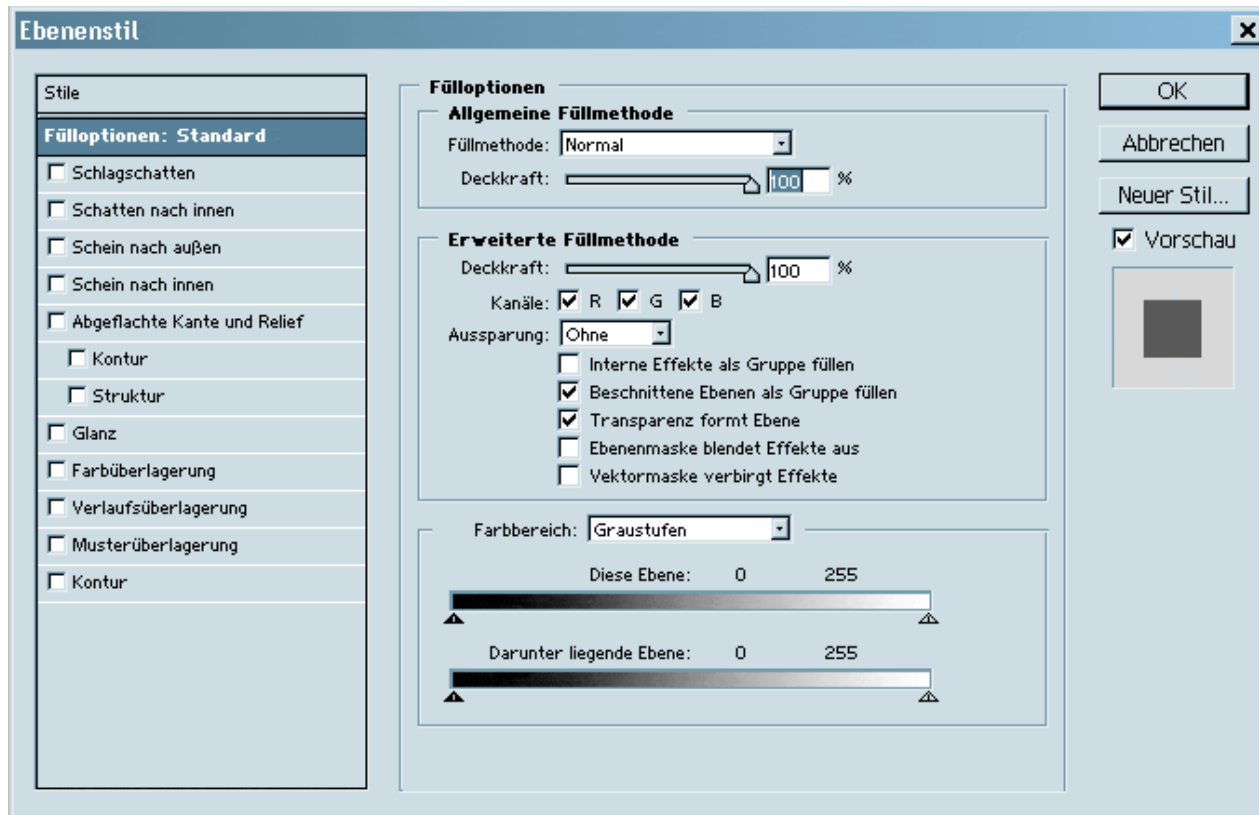 Ebenenstil
Stile
Fülloptionen: Standard
Schlagschatten
Schatten nach innen
Schein nach außen
Schein nach innen
Abgeflachte Kante und Relief
Kontur
Struktur
Glanz
Farbüberlagerung
Verlaufsüberlagerung
Musterüberlagerung
Kontur
Fülloptionen
Allgemeine Füllmethode
Füllmethode: Normal
Deckkraft: 100 %
Erweiterte Füllmethode
Deckkraft: 100 %
Kanäle: R G B
Aussparung: Ohne
Interne Effekte als Gruppe füllen
Beschnittene Ebenen als Gruppe füllen
Transparenz formt Ebene
Ebenenmaske blendet Effekte aus
Vektormaske verbirgt Effekte
Farbbereich: Graustufen
Diese Ebene: 0 255
Darunter liegende Ebene: 0 255
OK
Abbrechen
Neuer Stil...
Vorschau